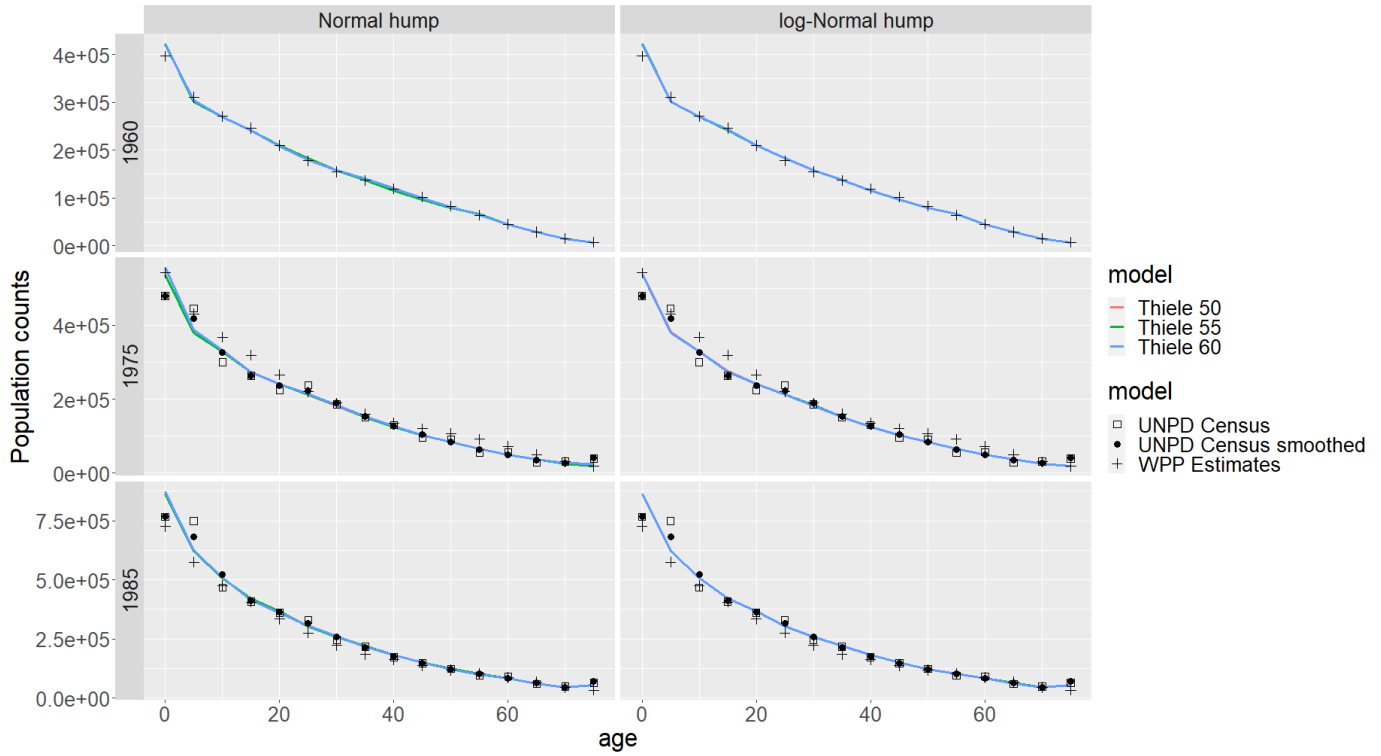 Normal hump
log-Normal hump
Population counts
4e+05
3e+05
2e+05
1e+05
0e+00
1960
4e+05
2e+05
0e+00
1975
7.5e+05
5.0e+05
2.5e+05
0.0e+00
1985
0 20 40 60
0 20 40 60
age
model
Thiele 50
Thiele 55
Thiele 60
model
UNPD Census
UNPD Census smoothed
WPP Estimates